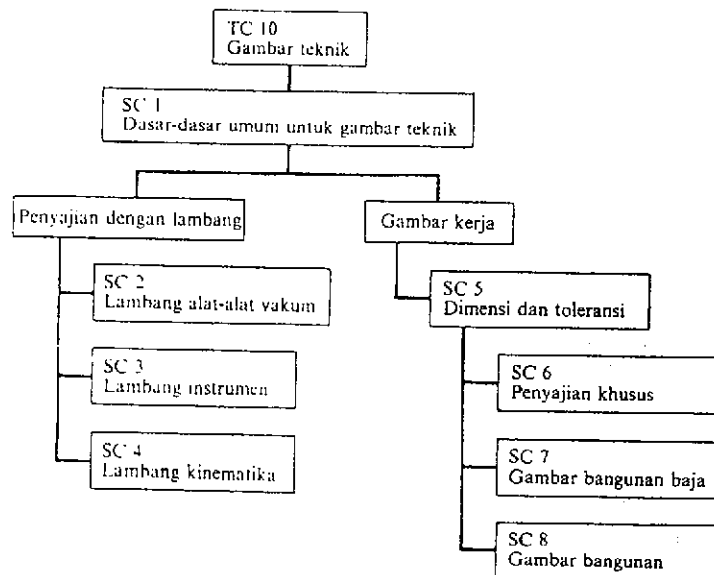 TC 10
Gambar teknik
SC 1
Dasar-dasar umum untuk gambar teknik
Penyajian dengan lambang
Gambar kerja
SC 2
Lambang alat-alat vakum
SC 3
Lambang instrumen
SC 4
Lambang kinematika
SC 5
Dimensi dan toleransi
SC 6
Penyajian khusus
SC 7
Gambar bangunan baja
SC 8
Gambar bangunan